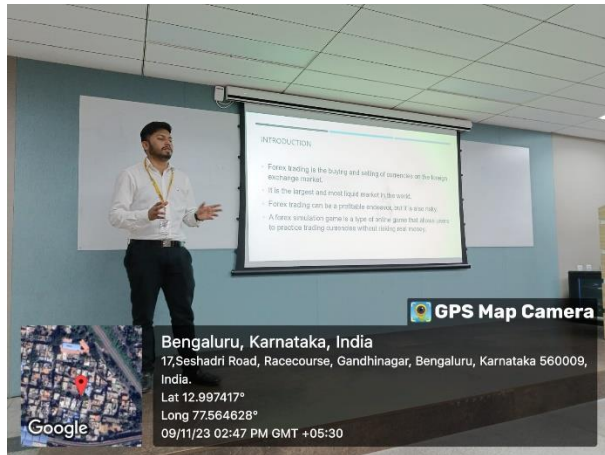 INTRODUCTION
Forex trading is the buying and selling of currencies on the foreign
exchange market.
It is the largest and most liquid market in the world.
Forex trading can be a profitable endeavor, but it is also risky.
A forex simulation game is a type of online game that allows users
to practice trading currencies without risking real money.
GPS Map Camera
Bengaluru, Karnataka, India
17,Seshadri Road, Racecourse, Gandhinagar, Bengaluru, Karnataka 560009,
India.
Lat 12.997417°
Long 77.564628°
09/11/23 02:47 PM GMT +05:30
Google